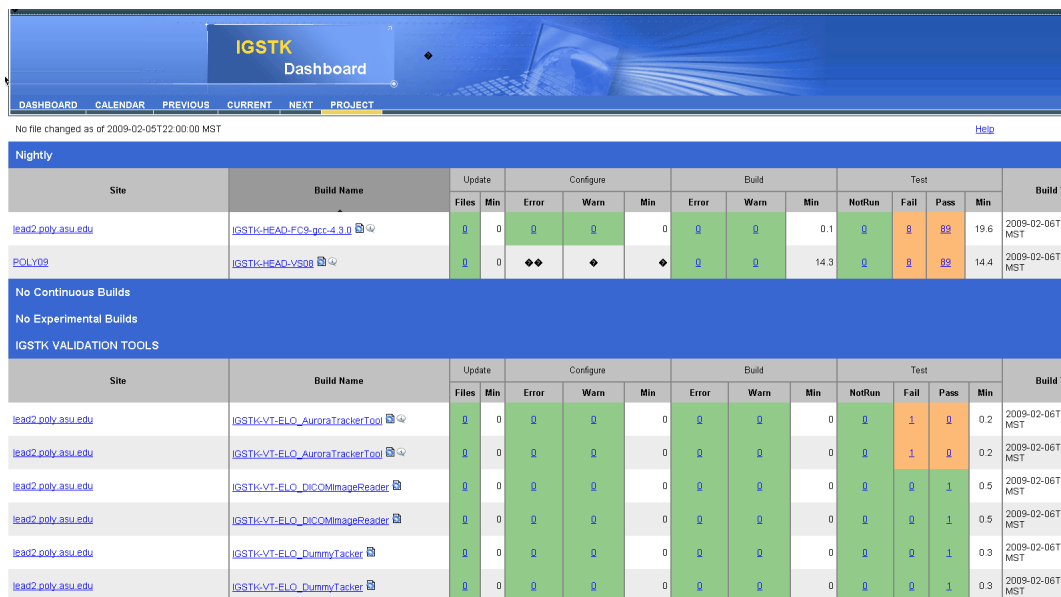 IGSTK
Dashboard
DASHBOARD CALENDAR PREVIOUS CURRENT NEXT PROJECT
No file changed as of 2009-02-05T22:00:00 MST Help
Nightly
Site Build Name Update Configure Build Test Build
Files Min Error Warn Min Error Warn Min NotRun Fail Pass Min
lead2.poly.asu.edu IGSTK-HEAD-FC9-gcc-4.3.0 0 0 0 0 0 0 0 0.1 0 8 89 19.6 2009-02-06T
MST
POLY09 IGSTK-HEAD-VS08 0 0 �� � � 0 0 14.3 0 8 89 14.4 2009-02-06T
MST
No Continuous Builds
No Experimental Builds
IGSTK VALIDATION TOOLS
Site Build Name Update Configure Build Test Build
Files Min Error Warn Min Error Warn Min NotRun Fail Pass Min
lead2.poly.asu.edu IGSTK-VT-ELO_AuroraTrackerTool 0 0 0 0 0 0 0 0 0 1 0 0.2 2009-02-06T
MST
lead2.poly.asu.edu IGSTK-VT-ELO_AuroraTrackerTool 0 0 0 0 0 0 0 0 0 1 0 0.2 2009-02-06T
MST
lead2.poly.asu.edu IGSTK-VT-ELO_DICOMImageReader 0 0 0 0 0 0 0 0 0 0 1 0.5 2009-02-06T
MST
lead2.poly.asu.edu IGSTK-VT-ELO_DICOMImageReader 0 0 0 0 0 0 0 0 0 0 1 0.5 2009-02-06T
MST
lead2.poly.asu.edu IGSTK-VT-ELO_DummyTacker 0 0 0 0 0 0 0 0 0 0 1 0.3 2009-02-06T
MST
lead2.poly.asu.edu IGSTK-VT-ELO_DummyTacker 0 0 0 0 0 0 0 0 0 0 1 0.3 2009-02-06T
MST